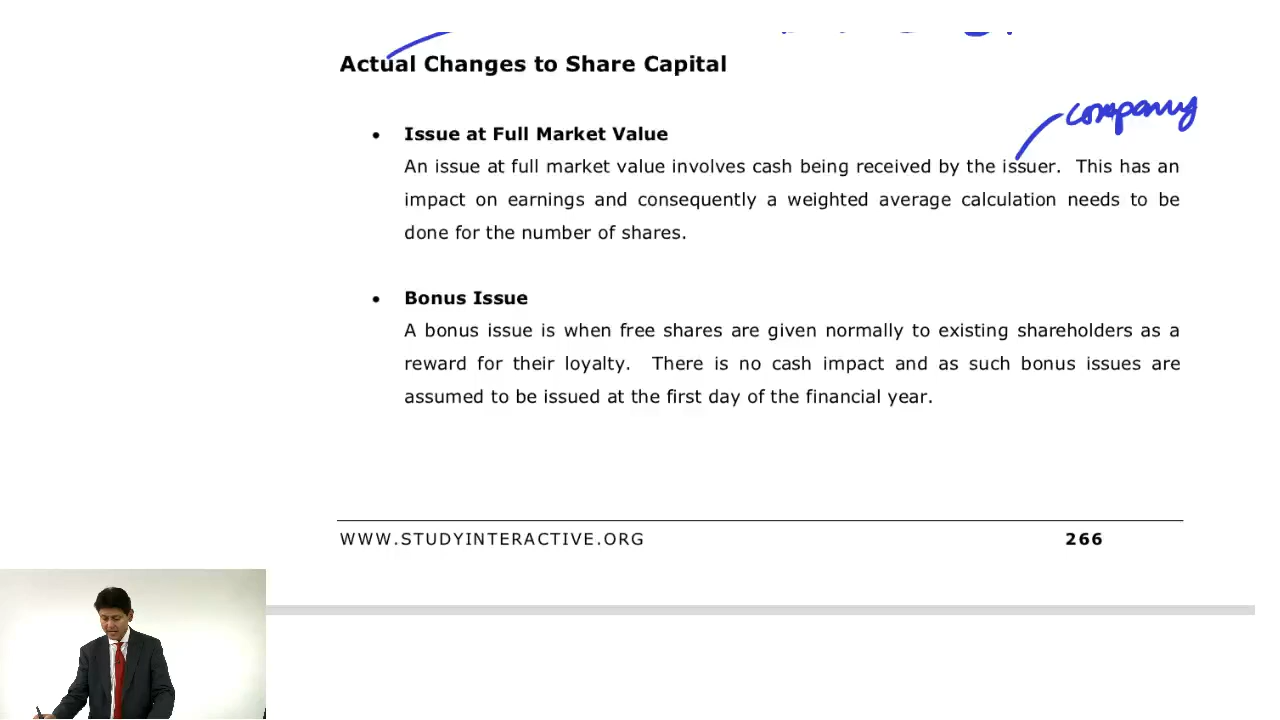 Actual Changes to Share Capital
company
• Issue at Full Market Value
An issue at full market value involves cash being received by the issuer. This has an
impact on earnings and consequently a weighted average calculation needs to be
done for the number of shares.
• Bonus Issue
A bonus issue is when free shares are given normally to existing shareholders as a
reward for their loyalty. There is no cash impact and as such bonus issues are
assumed to be issued at the first day of the financial year.
WWW.STUDYINTERACTIVE.ORG 266